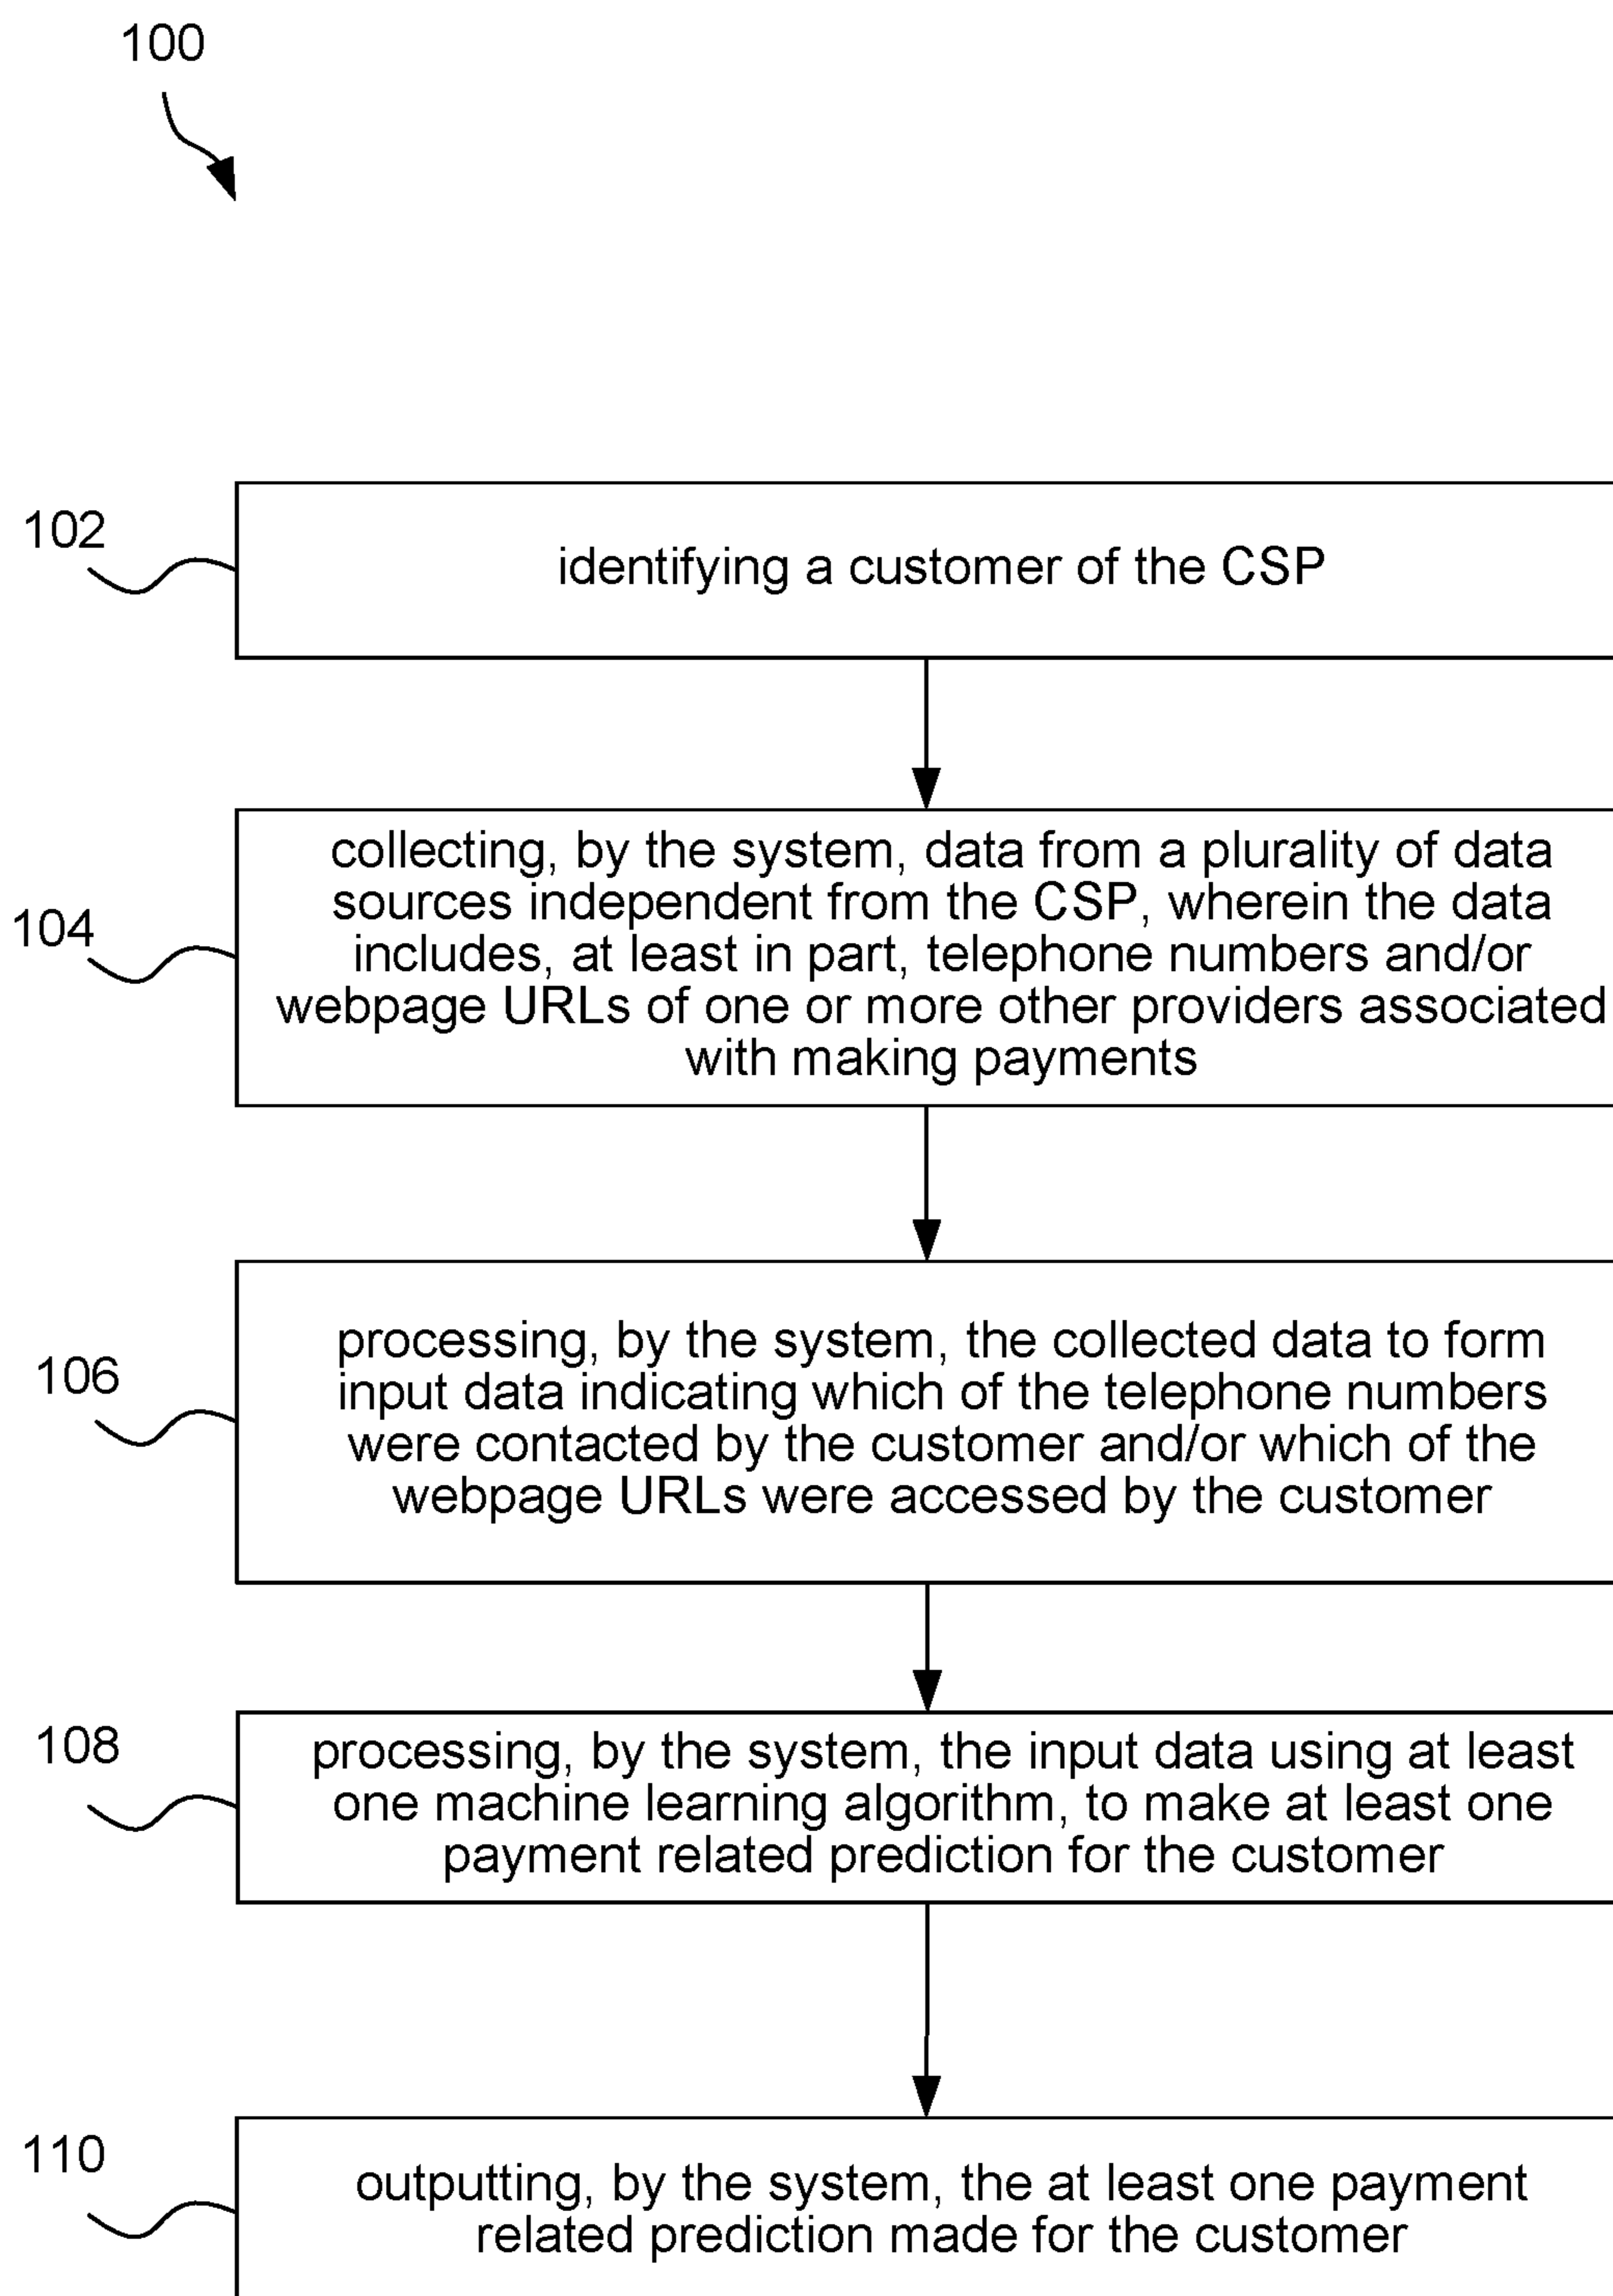 100
102
identifying a customer of the CSP
104
collecting, by the system, data from a plurality of data
sources independent from the CSP, wherein the data
includes, at least in part, telephone numbers and/or
webpage URLs of one or more other providers associated
with making payments
106
processing, by the system, the collected data to form
input data indicating which of the telephone numbers
were contacted by the customer and/or which of the
webpage URLs were accessed by the customer
108
processing, by the system, the input data using at least
one machine learning algorithm, to make at least one
payment related prediction for the customer
110
outputting, by the system, the at least one payment
related prediction made for the customer